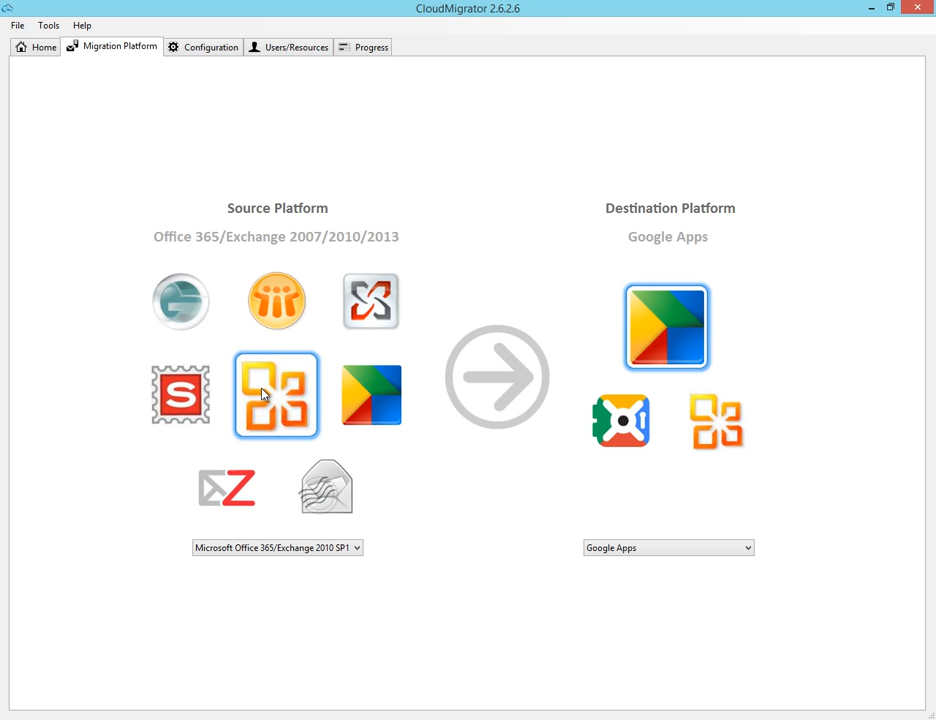 CloudMigrator 2.6.2.6
File Tools Help
Home Migration Platform Configuration Users/Resources Progress
Source Platform
Destination Platform
Office 365/Exchange 2007/2010/2013
Google Apps
S
Z
Microsoft Office 365/Exchange 2010 SP1
Google Apps